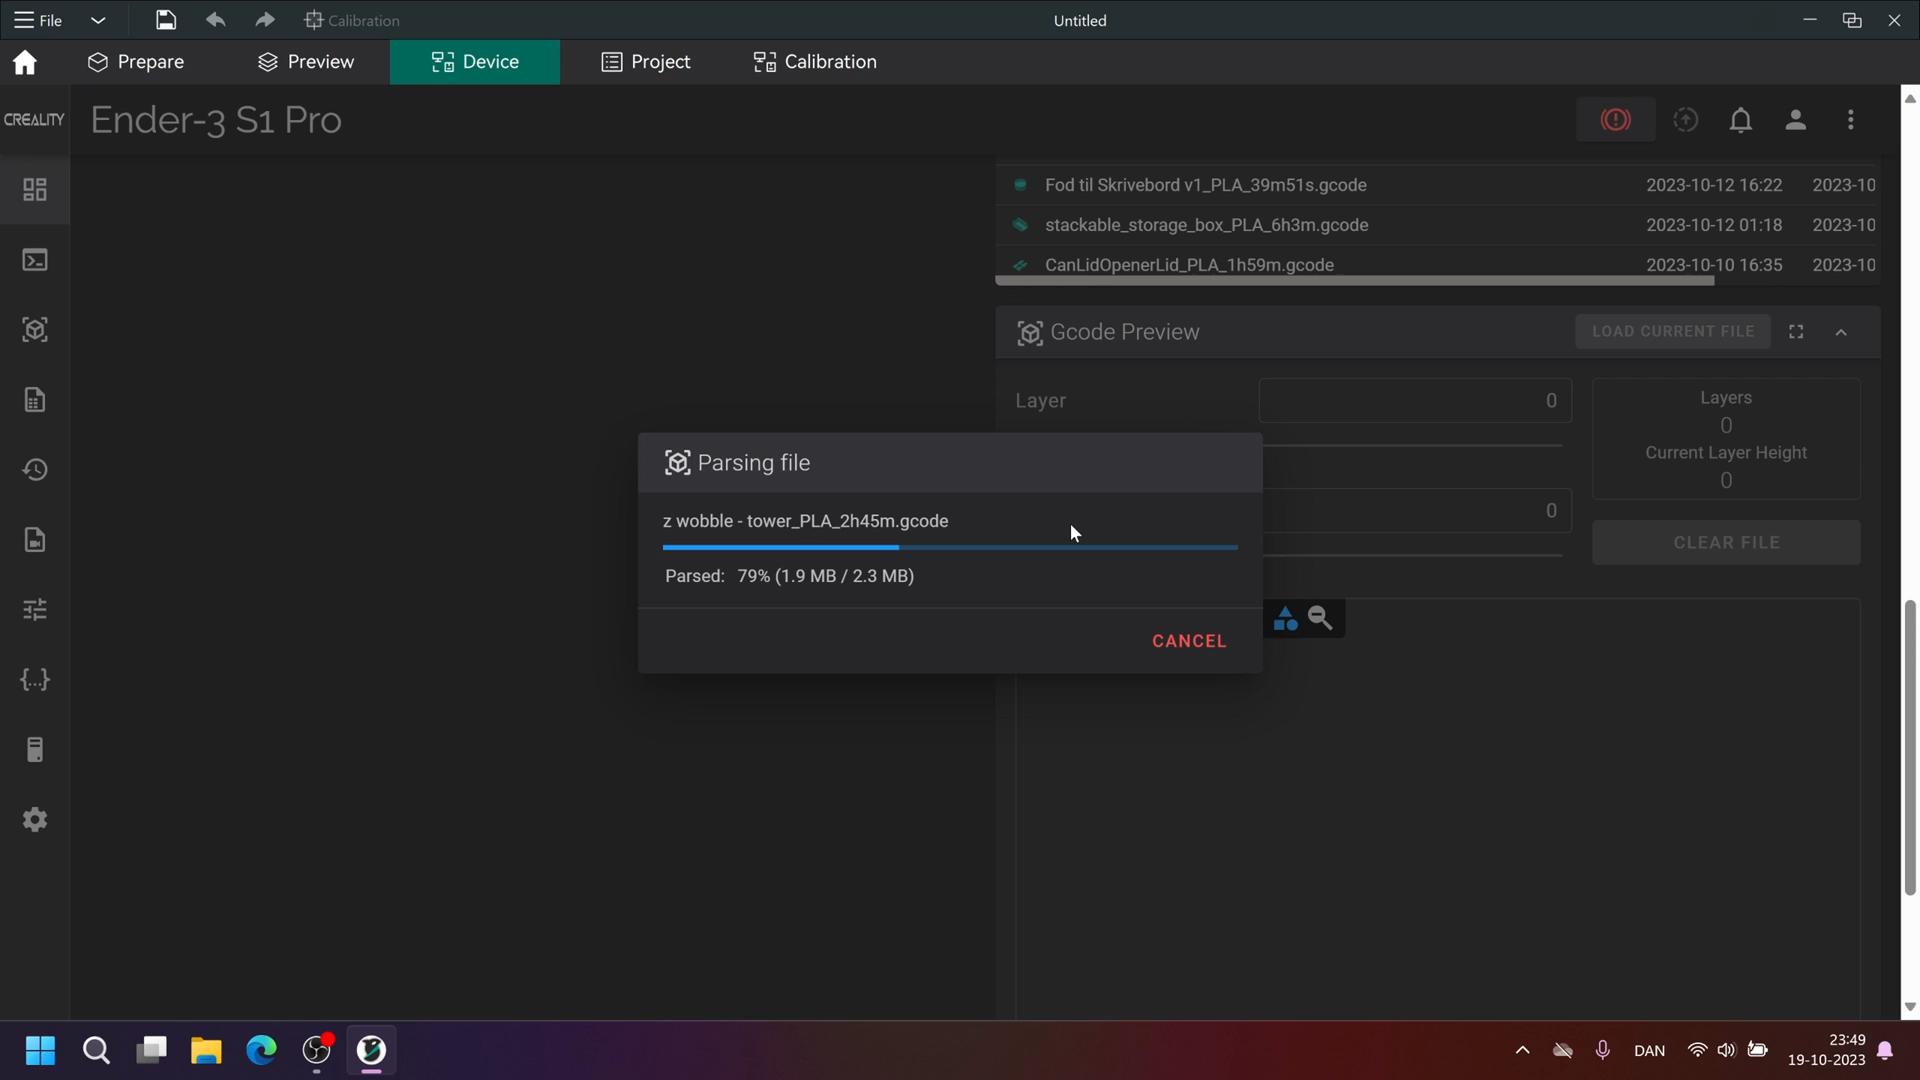 File
Calibration
Untitled
Prepare
Preview
Device
Project
Calibration
CREALITY
Ender-3 S1 Pro
Fod til Skrivebord v1_PLA_39m51s.gcode 2023-10-12 16:22 2023-10
stackable_storage_box_PLA_6h3m.gcode 2023-10-12 01:18 2023-10
CanLidOpenerLid_PLA_1h59m.gcode 2023-10-10 16:35 2023-10
Gcode Preview
LOAD CURRENT FILE
Layer
0
Layers
0
Current Layer Height
0
0
CLEAR FILE
Parsing file
z wobble - tower_PLA_2h45m.gcode
Parsed: 79% (1.9 MB / 2.3 MB)
CANCEL
DAN
23:49
19-10-2023